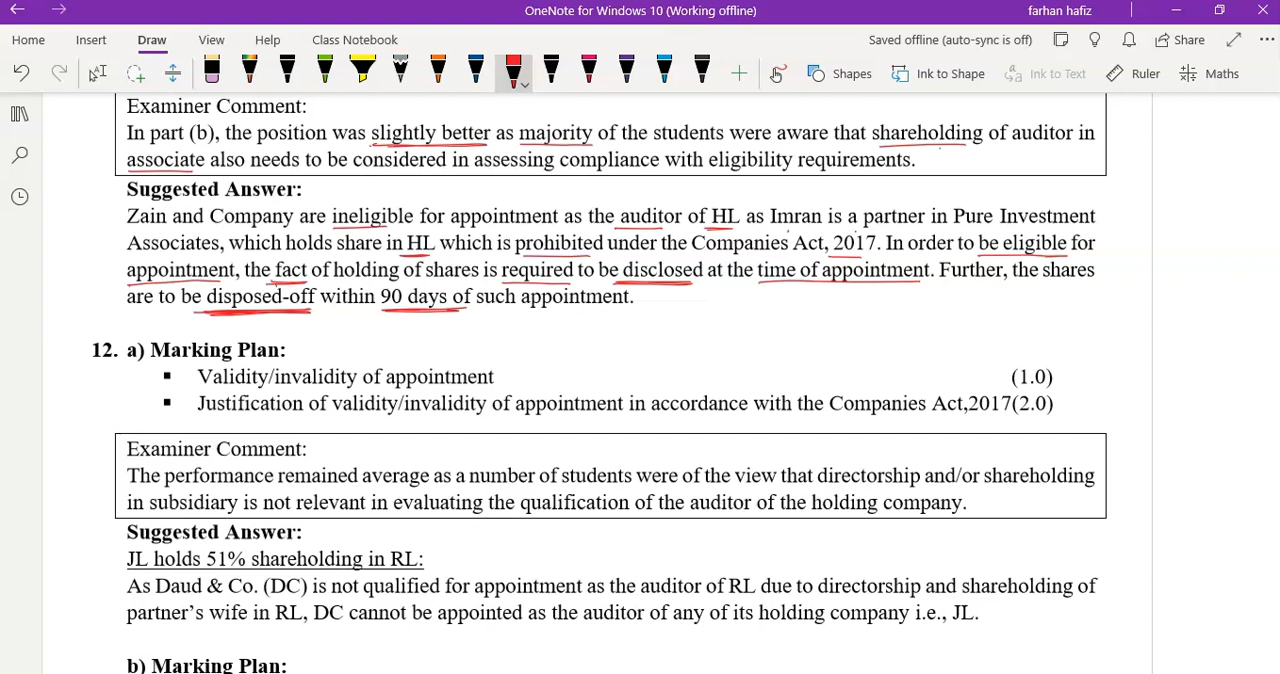 OneNote for Windows 10 (Working offline)
farhan hafiz
Home Insert Draw View Help Class Notebook
Saved offline (auto-sync is off)
Share
Shapes
Ink to Shape
Ink to Text
Ruler
Maths
Examiner Comment:
In part (b), the position was slightly better as majority of the students were aware that shareholding of auditor in
associate also needs to be considered in assessing compliance with eligibility requirements.
Suggested Answer:
Zain and Company are ineligible for appointment as the auditor of HL as Imran is a partner in Pure Investment
Associates, which holds share in HL which is prohibited under the Companies Act, 2017. In order to be eligible for
appointment, the fact of holding of shares is required to be disclosed at the time of appointment. Further, the shares
are to be disposed-off within 90 days of such appointment.
12. a) Marking Plan:
▪ Validity/invalidity of appointment (1.0)
▪ Justification of validity/invalidity of appointment in accordance with the Companies Act,2017(2.0)
Examiner Comment:
The performance remained average as a number of students were of the view that directorship and/or shareholding
in subsidiary is not relevant in evaluating the qualification of the auditor of the holding company.
Suggested Answer:
JL holds 51% shareholding in RL:
As Daud & Co. (DC) is not qualified for appointment as the auditor of RL due to directorship and shareholding of
partner’s wife in RL, DC cannot be appointed as the auditor of any of its holding company i.e., JL.
b) Marking Plan: